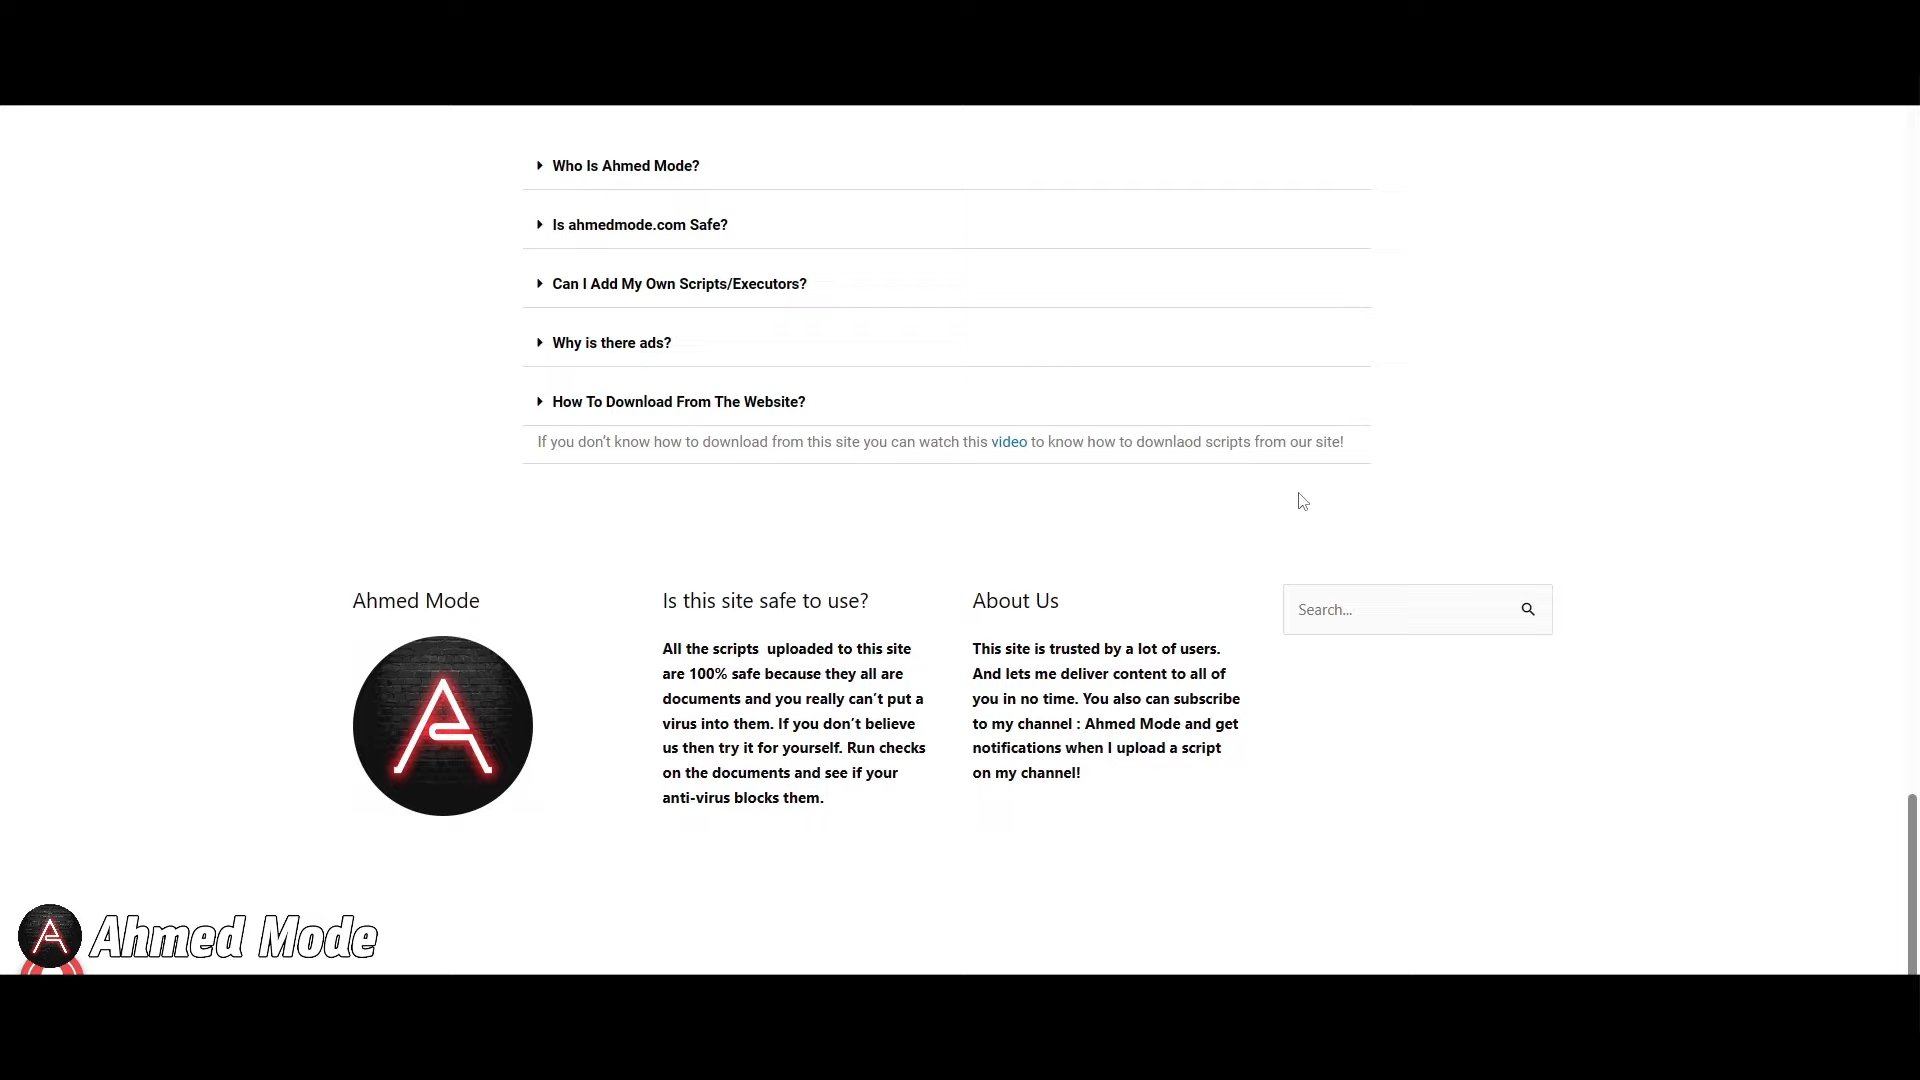 Who Is Ahmed Mode?
Is ahmedmode.com Safe?
Can I Add My Own Scripts/Executors?
Why is there ads?
How To Download From The Website?
If you don’t know how to download from this site you can watch this video to know how to downlaod scripts from our site!
Ahmed Mode
Is this site safe to use?
All the scripts uploaded to this site
are 100% safe because they all are
documents and you really can’t put a
virus into them. If you don’t believe
us then try it for yourself. Run checks
on the documents and see if your
anti-virus blocks them.
About Us
This site is trusted by a lot of users.
And lets me deliver content to all of
you in no time. You also can subscribe
to my channel : Ahmed Mode and get
notifications when I upload a script
on my channel!
Search...
Ahmed Mode